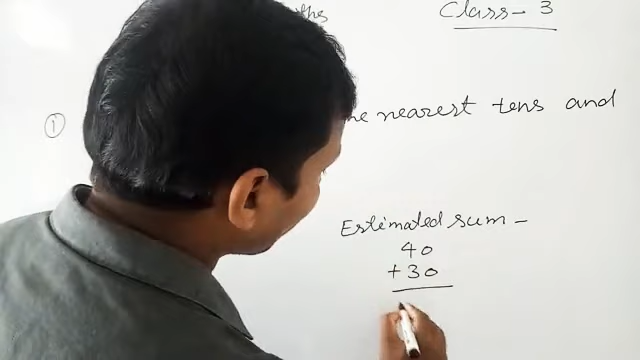 Class - 3
① nearest tens and
Estimated sum -
40
+ 30